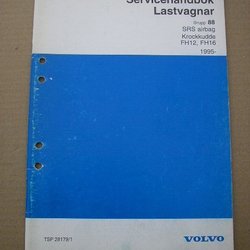 Servicehandbok
Lastvagnar
Grupp 88
SRS airbag
Krockkudde
FH12, FH16
1995-
TSP 28179/1
VOLVO